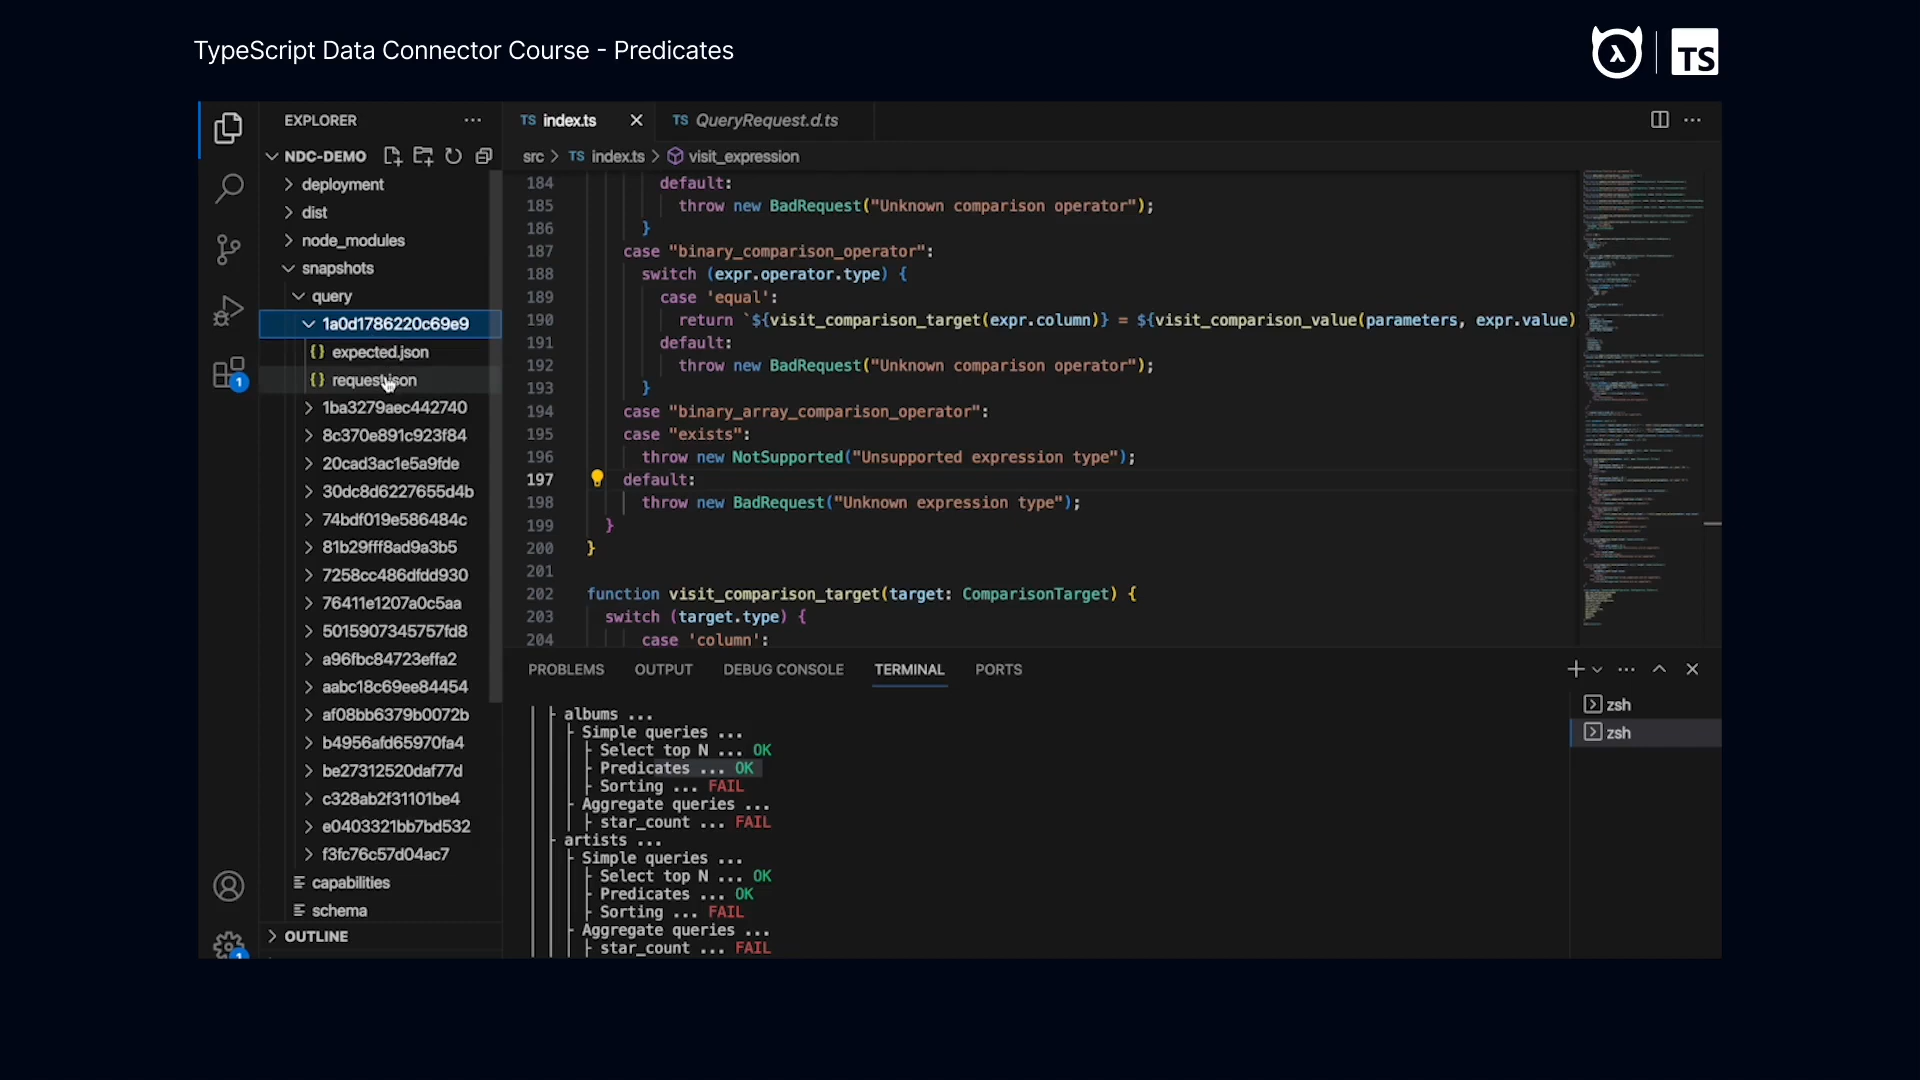 TypeScript Data Connector Course - Predicates
TS
EXPLORER
NDC-DEMO
deployment
dist
node_modules
snapshots
query
1a0d1786220c69e9
expected.json
request.json
1ba3279aec442740
8c370e891c923f84
20cad3ac1e5a9fde
30dc8d6227655d4b
74bdf019e586484c
81b29fff8ad9a3b5
7258cc486dfdd930
76411e1207a0c5aa
5015907345757fd8
a96fbc84723effa2
aabc18c69ee84454
af08bb6379b0072b
b4956afd65970fa4
be27312520daf77d
c328ab2f31101be4
e0403321bb7bd532
f3fc76c57d04ac7
capabilities
schema
OUTLINE
1
1
TS index.ts
TS QueryRequest.d.ts
src > TS index.ts > visit_expression
184 default:
185 throw new BadRequest("Unknown comparison operator");
186 }
187 case "binary_comparison_operator":
188 switch (expr.operator.type) {
189 case 'equal':
190 return `${visit_comparison_target(expr.column)} = ${visit_comparison_value(parameters, expr.value)
191 default:
192 throw new BadRequest("Unknown comparison operator");
193 }
194 case "binary_array_comparison_operator":
195 case "exists":
196 throw new NotSupported("Unsupported expression type");
197 default:
198 throw new BadRequest("Unknown expression type");
199 }
200 }
201
202 function visit_comparison_target(target: ComparisonTarget) {
203 switch (target.type) {
204 case 'column':
PROBLEMS OUTPUT DEBUG CONSOLE TERMINAL PORTS
albums ...
Simple queries ...
Select top N ... OK
Predicates ... OK
Sorting ... FAIL
Aggregate queries ...
star_count ... FAIL
artists ...
Simple queries ...
Select top N ... OK
Predicates ... OK
Sorting ... FAIL
Aggregate queries ...
star_count ... FAIL
zsh
zsh